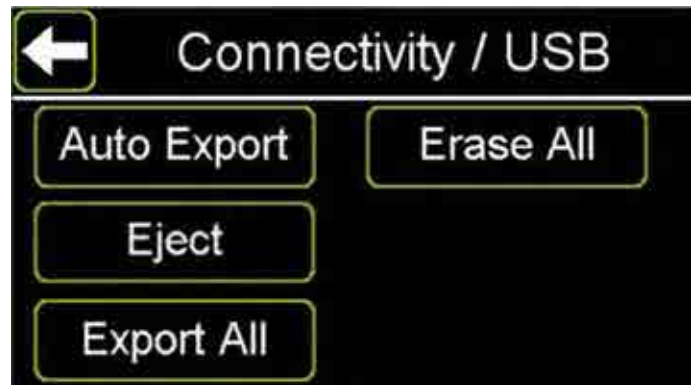 Connectivity / USB
Auto Export
Erase All
Eject
Export All